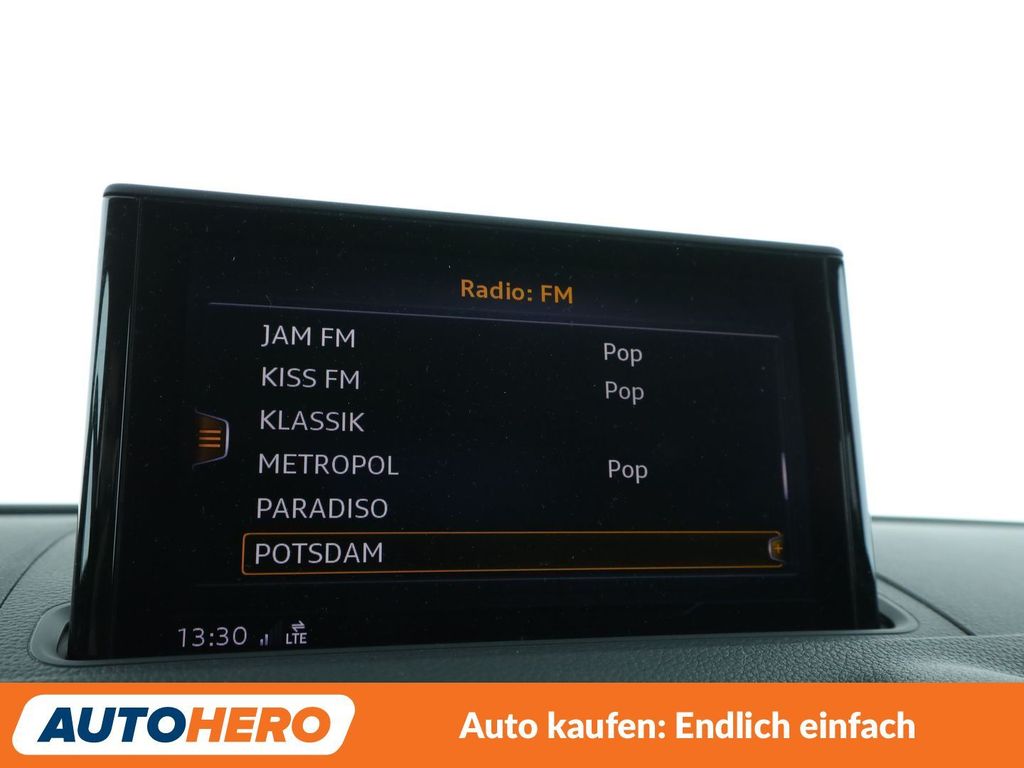 Radio: FM
JAM FM Pop
KISS FM Pop
KLASSIK
METROPOL Pop
PARADISO
POTSDAM
13:30 LTE
AUTOHERO Auto kaufen: Endlich einfach